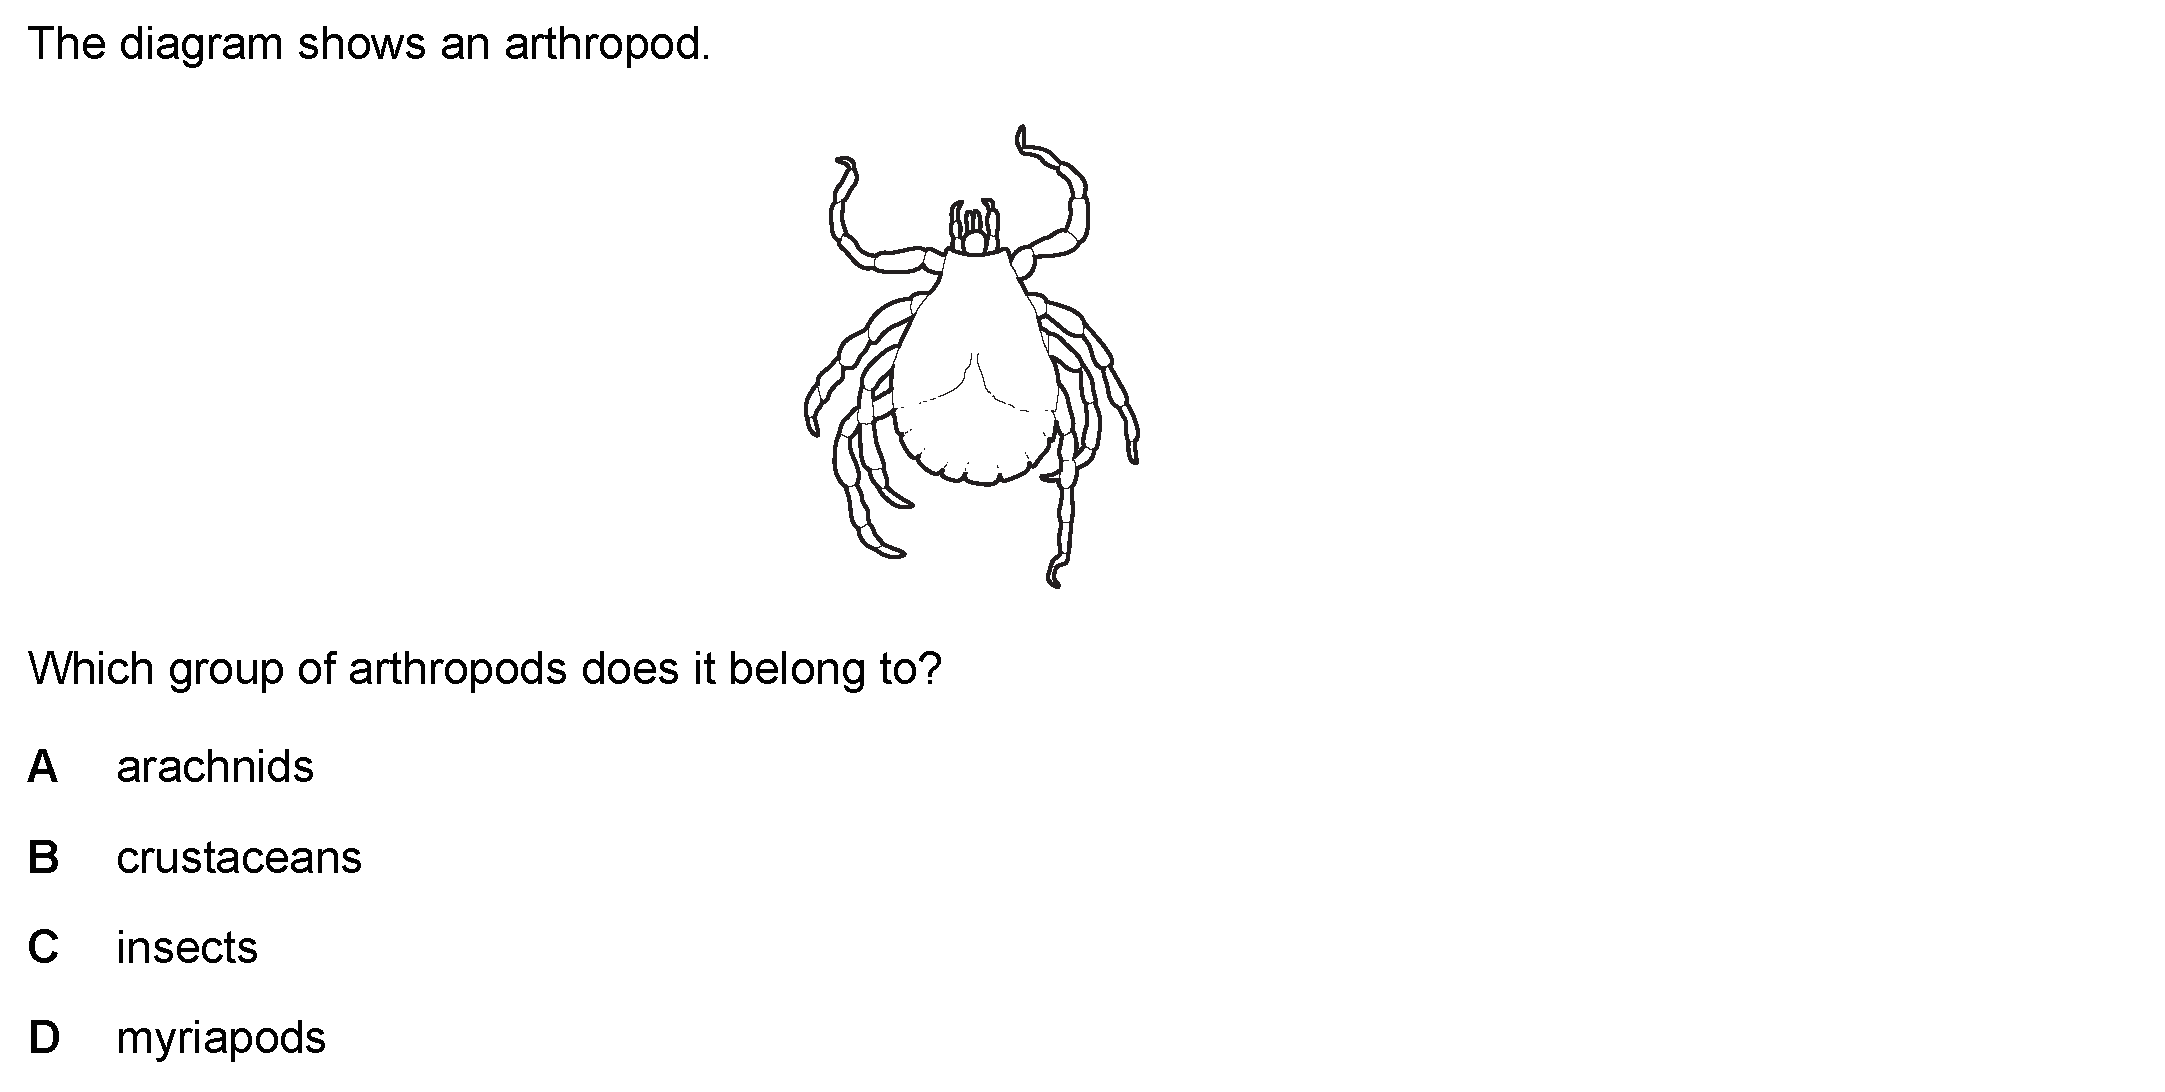 The diagram shows an arthropod.
Which group of arthropods does it belong to?
A arachnids
B crustaceans
C insects
D myriapods